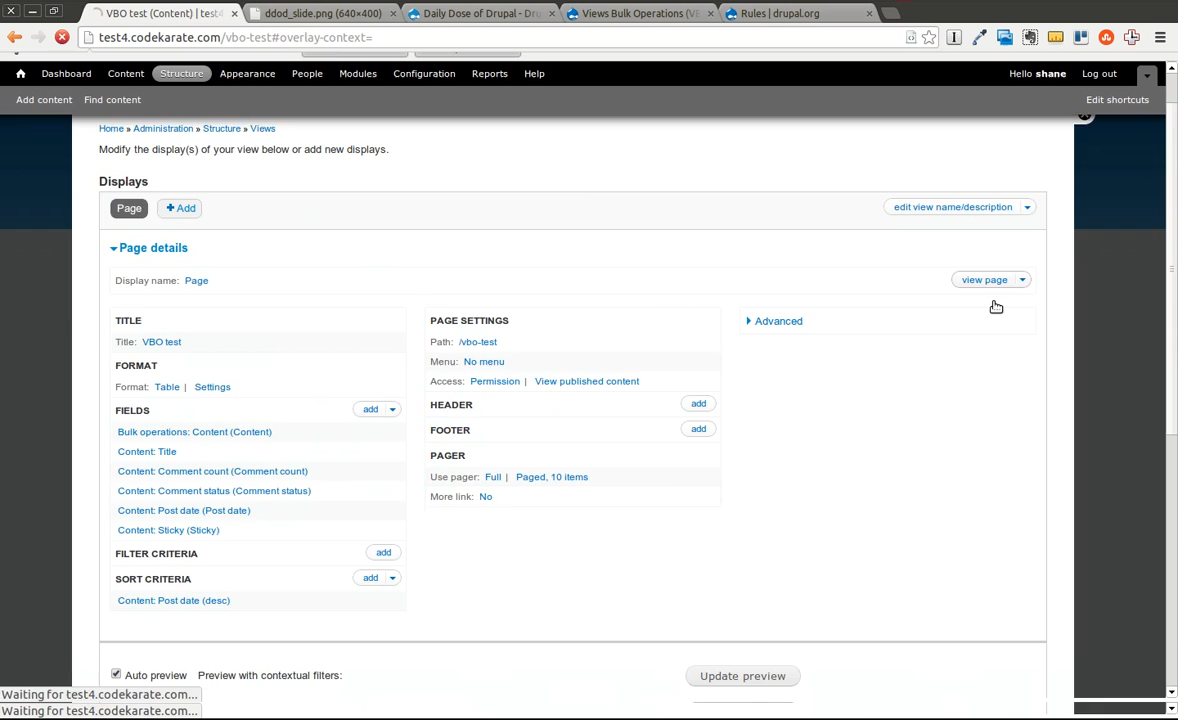 VBO test (Content) | test4
ddod_slide.png (640×400)
Daily Dose of Drupal - Dr
Views Bulk Operations (VE
Rules | drupal.org
test4.codekarate.com/vbo-test#overlay-context=
Dashboard Content Structure Appearance People Modules Configuration Reports Help
Hello shane Log out
Add content Find content
Edit shortcuts
Home » Administration » Structure » Views
Modify the display(s) of your view below or add new displays.
Displays
Page + Add
edit view name/description
Page details
Display name: Page
view page
TITLE
Title: VBO test
FORMAT
Format: Table | Settings
FIELDS
add
Bulk operations: Content (Content)
Content: Title
Content: Comment count (Comment count)
Content: Comment status (Comment status)
Content: Post date (Post date)
Content: Sticky (Sticky)
FILTER CRITERIA
add
SORT CRITERIA
add
Content: Post date (desc)
PAGE SETTINGS
Path: /vbo-test
Menu: No menu
Access: Permission | View published content
HEADER
add
FOOTER
add
PAGER
Use pager: Full | Paged, 10 items
More link: No
Advanced
Auto preview Preview with contextual filters:
Update preview
Waiting for test4.codekarate.com...
Waiting for test4.codekarate.com...